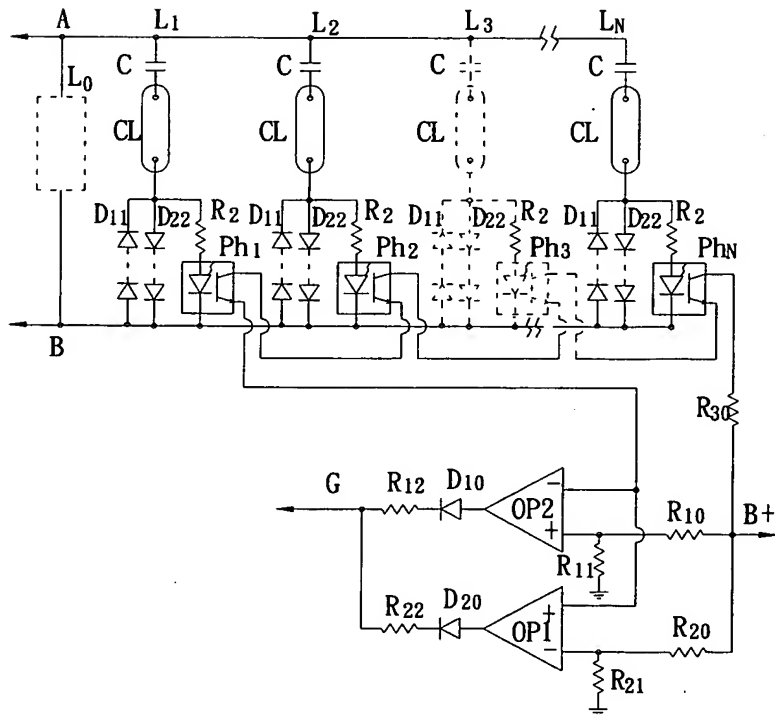 A L1 L2 L3 LN
C C C C
L0
CL CL CL CL
D11 D22 R2 D11 D22 R2 D11 D22 R2 D11 D22 R2
Ph1 Ph2 Ph3 PhN
B
R30
G R12 D10 - OP2 + R10 B+
R11
R22 D20 + OP1 - R20
R21